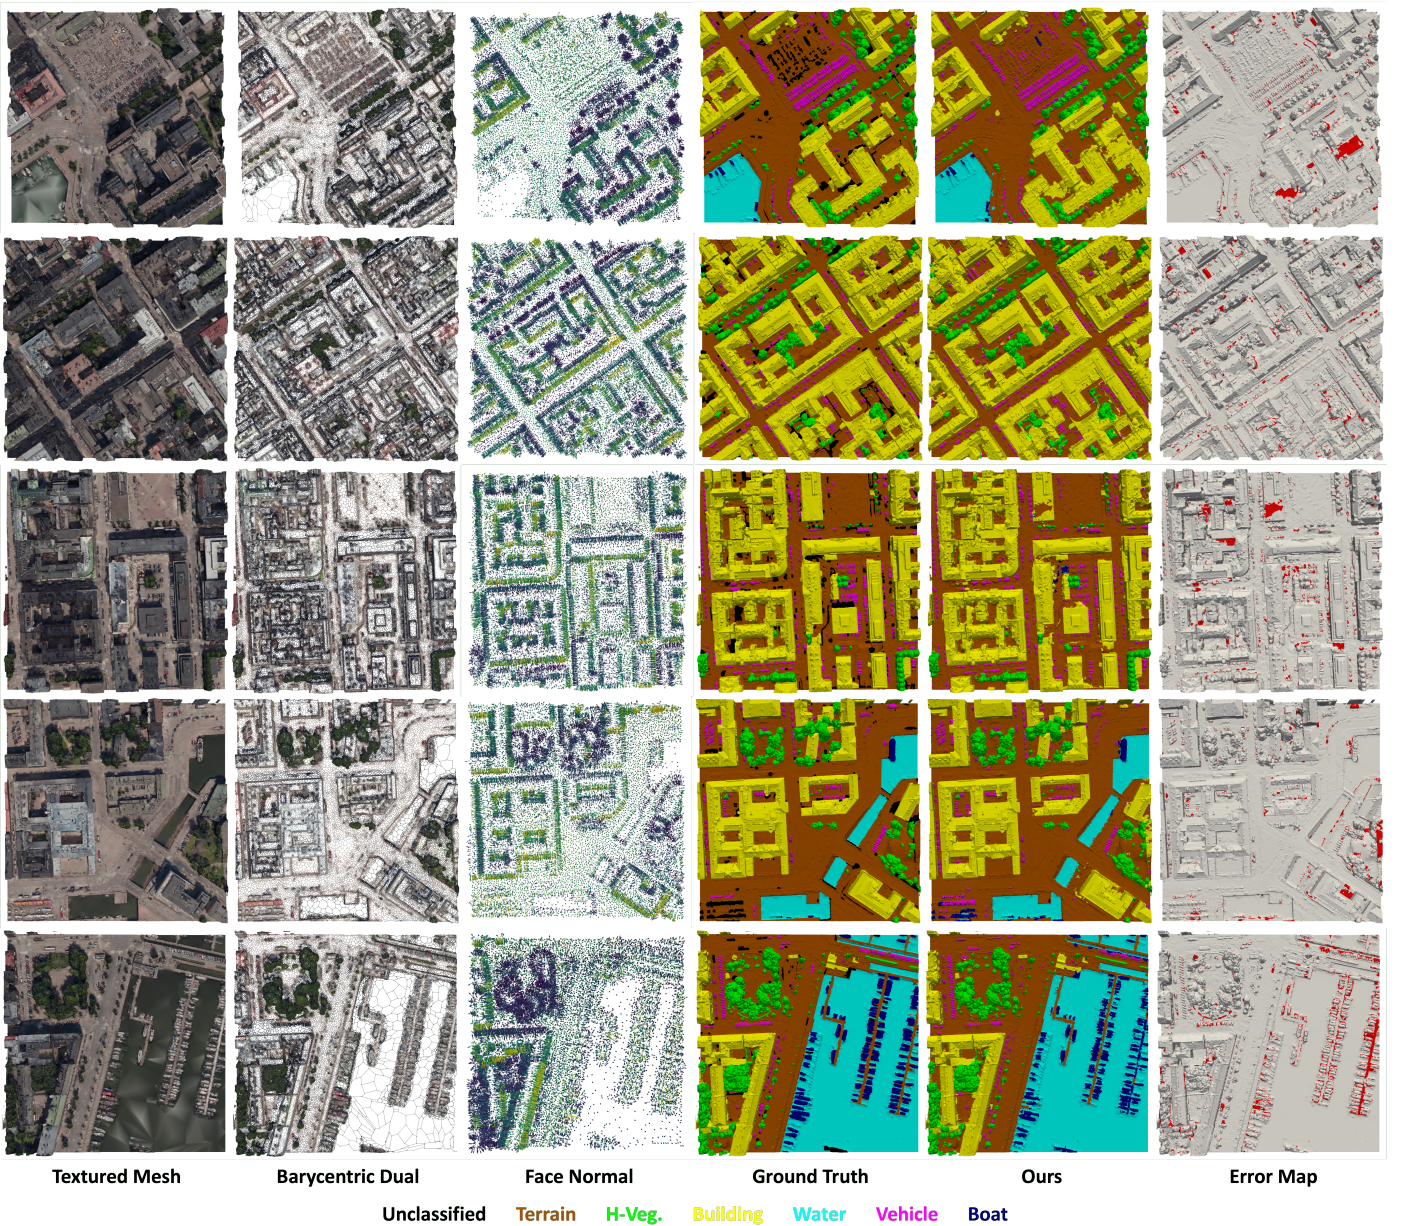 Textured Mesh Barycentric Dual Face Normal Ground Truth Ours Error Map
Unclassified Terrain H-Veg. Building Water Vehicle Boat